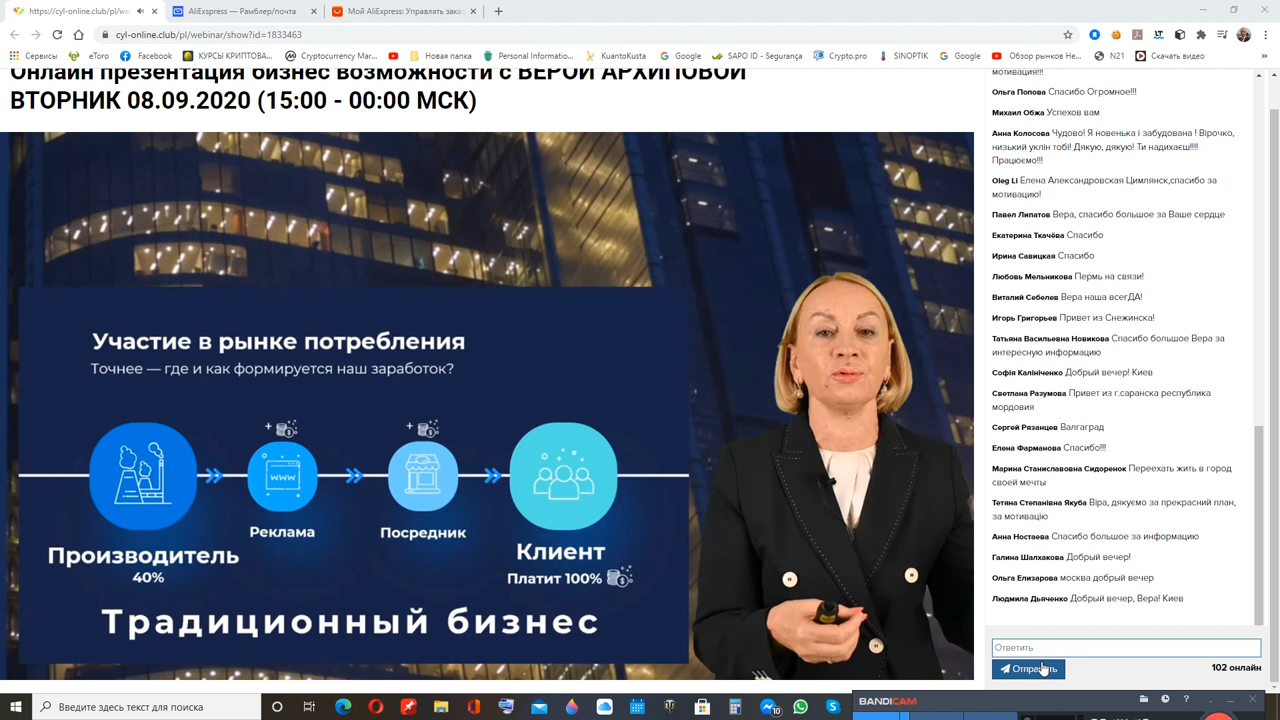 https://cyl-online.club/pl/we
AliExpress — Рамблер/почта
Мой AliExpress: Управлять зака
cyl-online.club/pl/webinar/show?id=1833463
Сервисы
eToro
Facebook
КУРСЫ КРИПТОВА...
Cryptocurrency Mar...
Новая папка
Personal Informatio...
KuantoKusta
Google
SAPO ID - Segurança
Crypto.pro
SINOPTIK
Google
Обзор рынков Не...
N21
Скачать видео
Онлайн презентация бизнес возможности с ВЕРОЙ АРХИПОВОЙ
ВТОРНИК 08.09.2020 (15:00 - 00:00 МСК)
Участие в рынке потребления
Точнее — где и как формируется наш заработок?
WWW
Реклама
Посредник
Производитель
40%
Клиент
Платит 100%
Традиционный бизнес
мотивация!!!
Ольга Попова Спасибо Огромное!!!
Михаил Обжа Успехов вам
Анна Колосова Чудово! Я новенька і забудована ! Вірочко,
низький уклін тобі! Дякую, дякую! Ти надихаєш!!!!
Працюємо!!!
Oleg Li Елена Александровская Цимлянск,спасибо за
мотивацию!
Павел Липатов Вера, спасибо большое за Ваше сердце
Екатерина Ткачёва Спасибо
Ирина Савицкая Спасибо
Любовь Мельникова Пермь на связи!
Виталий Себелев Вера наша всегДА!
Игорь Григорьев Привет из Снежинска!
Татьяна Васильевна Новикова Спасибо большое Вера за
интересную информацию
Софія Калініченко Добрый вечер! Киев
Светлана Разумова Привет из г.саранска республика
мордовия
Сергей Рязанцев Валгаград
Елена Фарманова Спасибо!!!
Марина Станиславовна Сидоренок Переехать жить в город
своей мечты
Тетяна Степанівна Якуба Віра, дякуємо за прекрасний план,
за мотивацію
Анна Ностаева Спасибо большое за информацию
Галина Шалхакова Добрый вечер!
Ольга Елизарова москва добрый вечер
Людмила Дьяченко Добрый вечер, Вера! Киев
Ответить
Отправить
102 онлайн
Введите здесь текст для поиска
10
BANDICAM